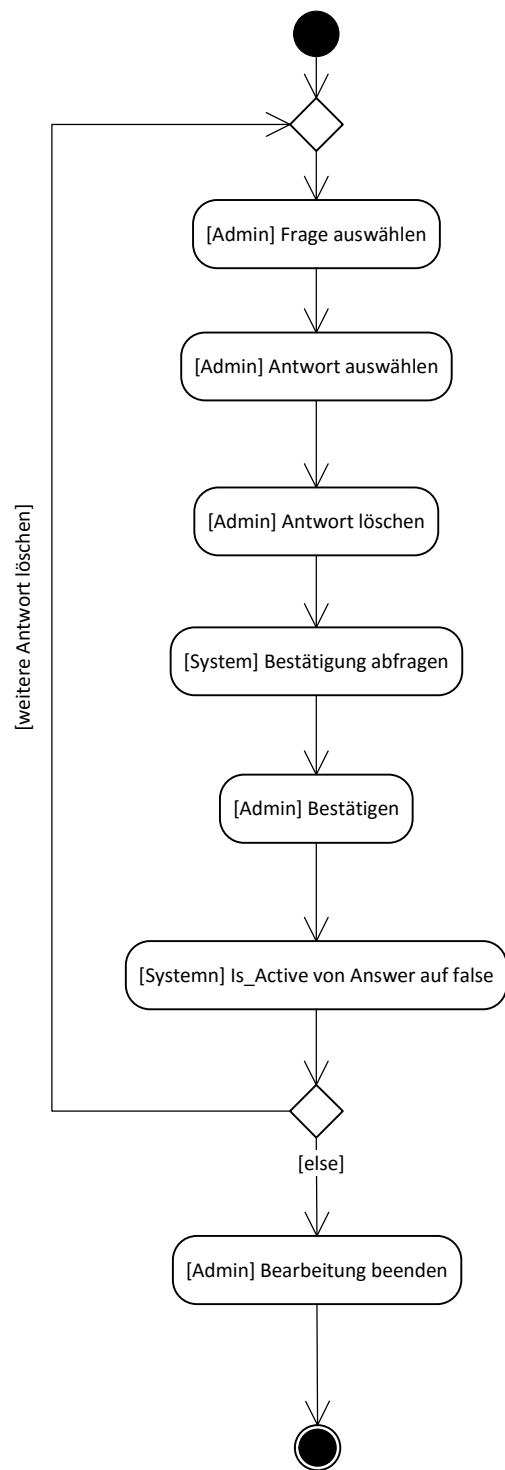 [Admin] Frage auswählen
[Admin] Antwort auswählen
[Admin] Antwort löschen
[weitere Antwort löschen]
[System] Bestätigung abfragen
[Admin] Bestätigen
[Systemn] Is_Active von Answer auf false
[else]
[Admin] Bearbeitung beenden